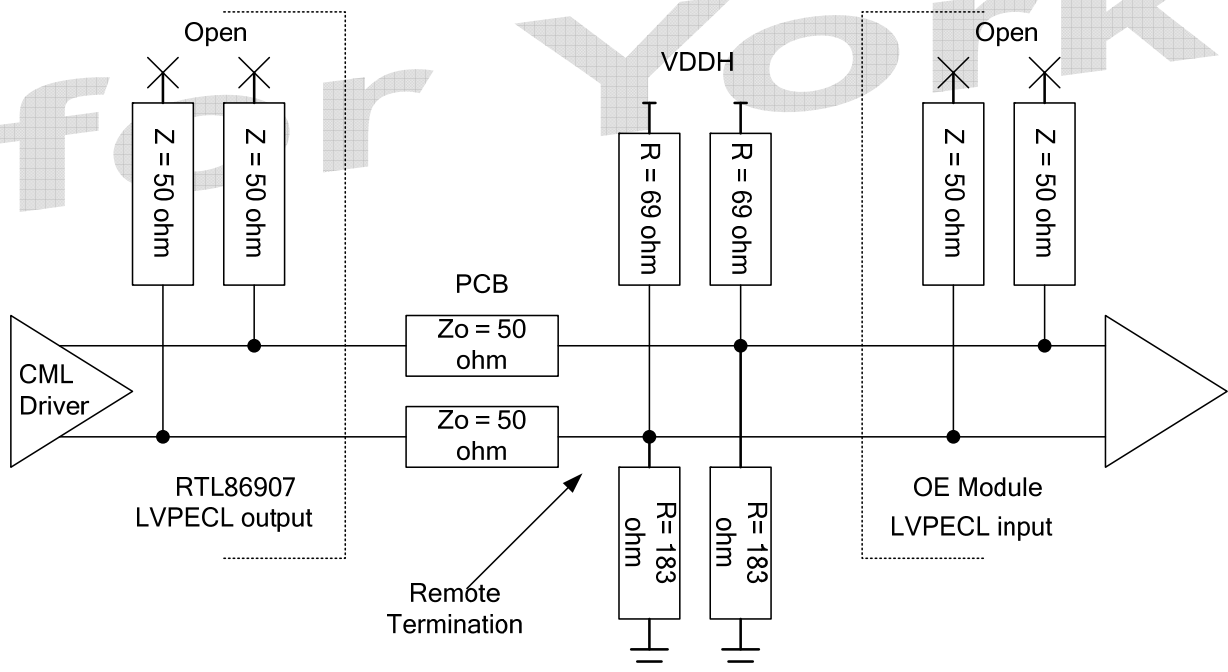 for York
Open
Open
VDDH
Z = 50 ohm
Z = 50 ohm
R = 69 ohm
R = 69 ohm
Z = 50 ohm
Z = 50 ohm
PCB
Zo = 50
ohm
CML
Driver
Zo = 50
ohm
RTL86907
LVPECL output
R= 183
ohm
R= 183
ohm
OE Module
LVPECL input
Remote
Termination